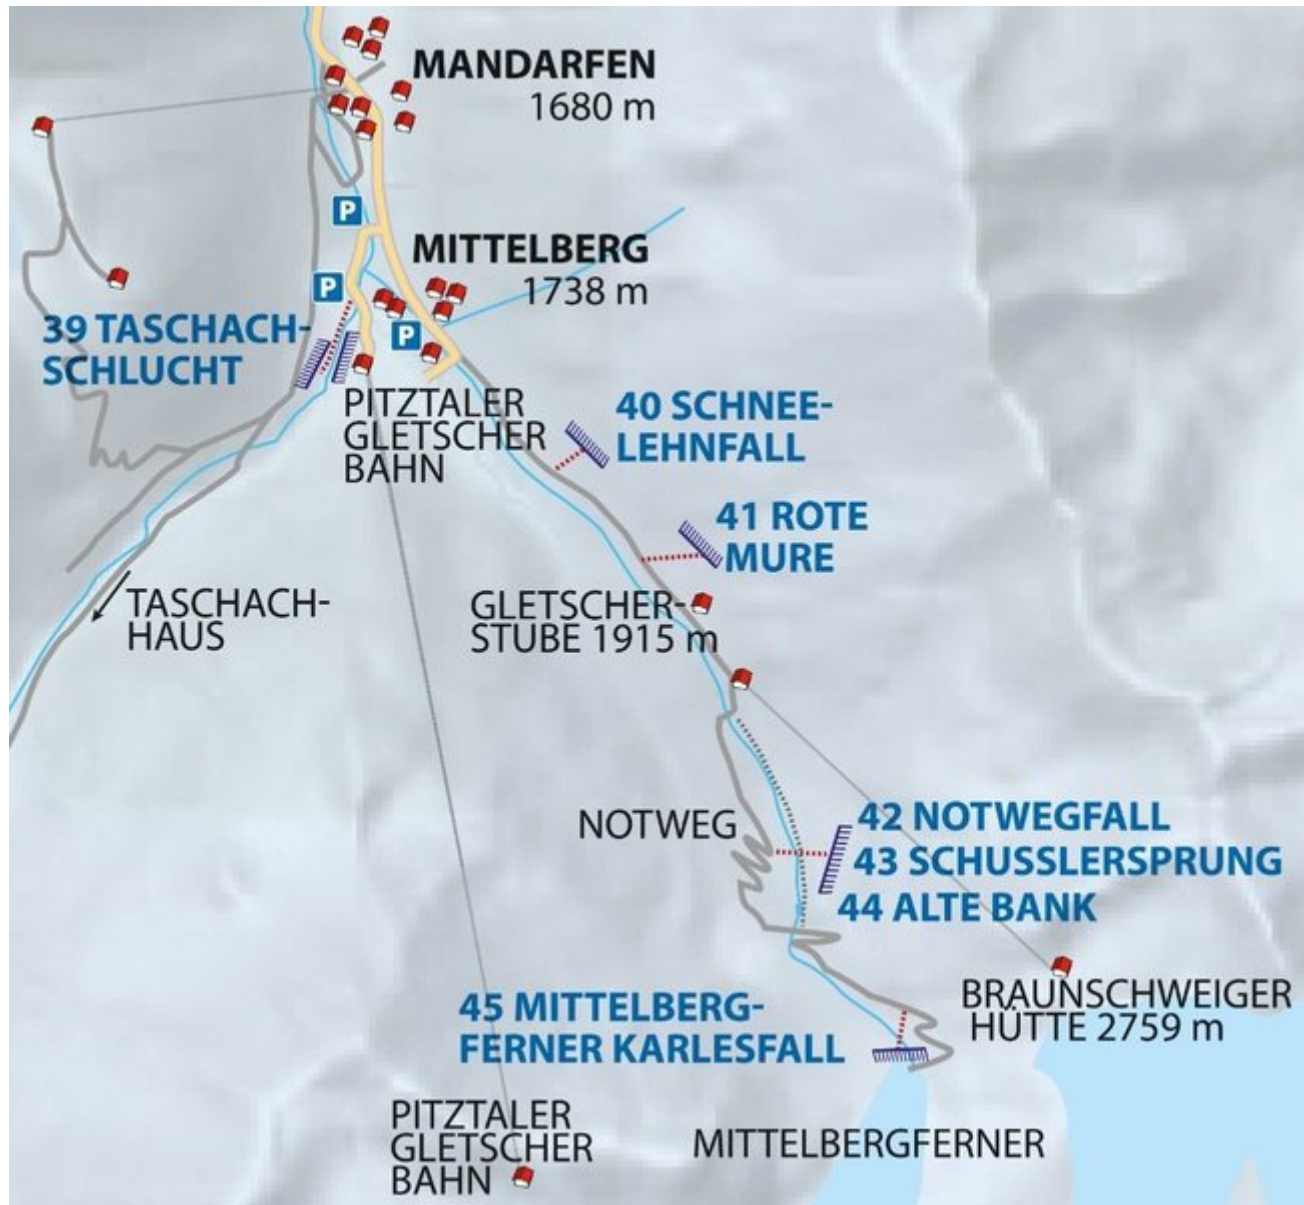 MANDARFEN
1680 m
P
MITTELBERG
1738 m
P
P
39 TASCHACH-
SCHLUCHT
PITZTALER
GLETSCHER
BAHN
40 SCHNEE-
LEHNFALL
41 ROTE
MURE
GLETSCHER-
STUBE 1915 m
TASCHACH-
HAUS
NOTWEG
42 NOTWEGFALL
43 SCHUSSLERSPRUNG
44 ALTE BANK
BRAUNSCHWEIGER
HÜTTE 2759 m
45 MITTELBERG-
FERNER KARLESFALL
PITZTALER
GLETSCHER
BAHN
MITTELBERGFERNER